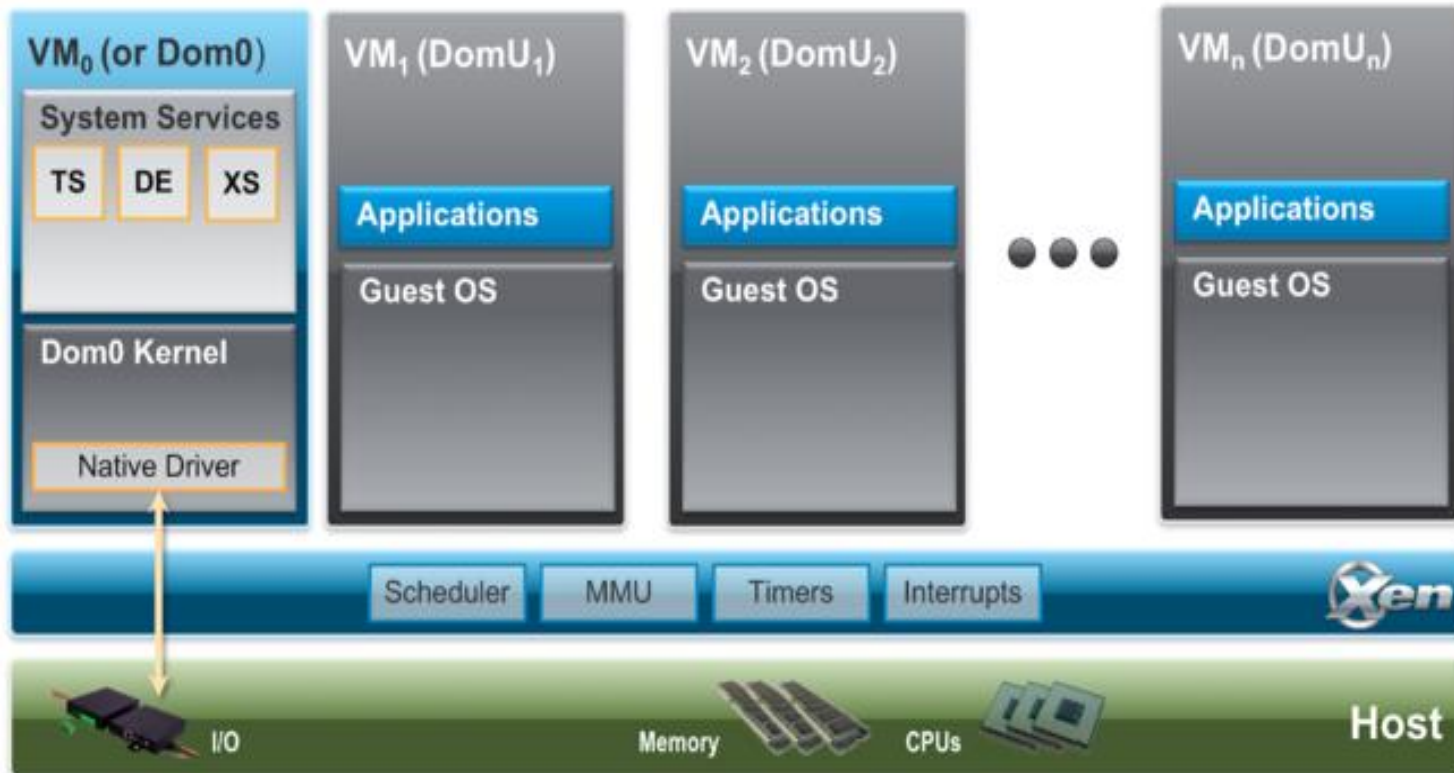 VM₀ (or Dom0)
System Services
TS DE XS
Dom0 Kernel
Native Driver
VM₁ (DomU₁)
Applications
Guest OS
VM₂ (DomU₂)
Applications
Guest OS
VMₙ (DomUₙ)
Applications
Guest OS
Scheduler MMU Timers Interrupts
Xen
I/O Memory CPUs Host